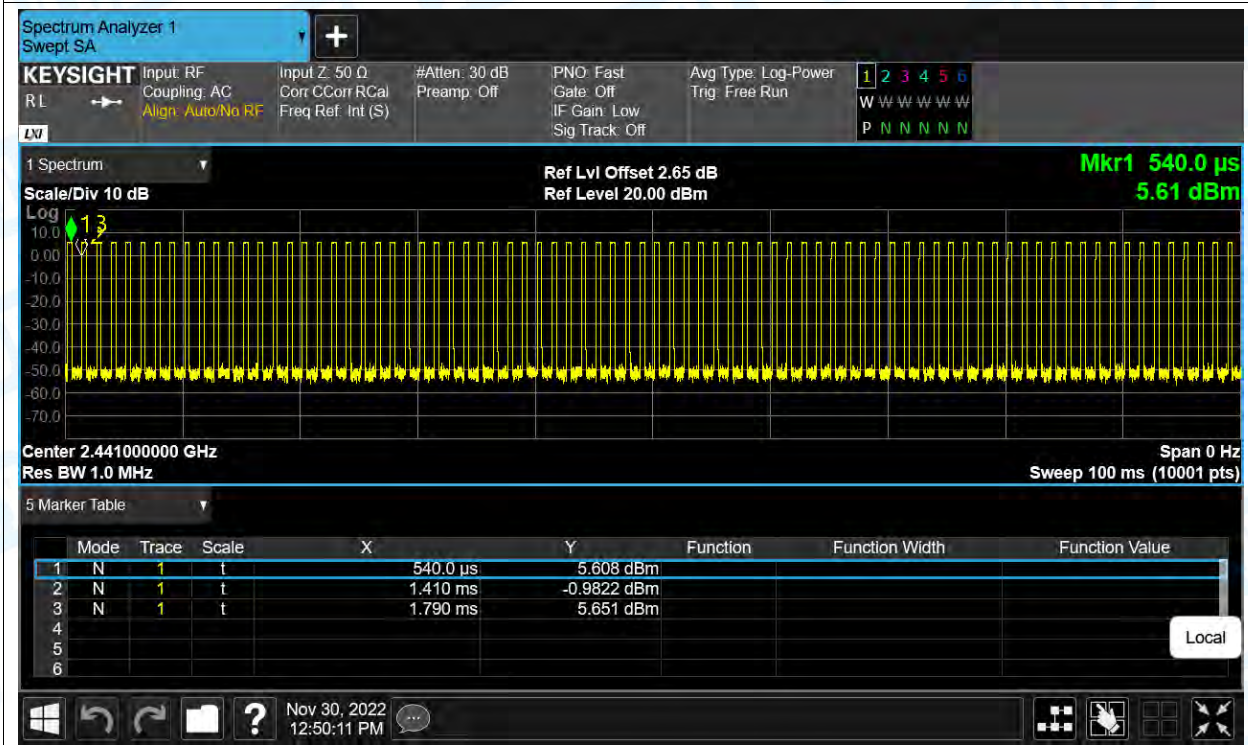 Spectrum Analyzer 1
Swept SA
+
KEYSIGHT Input: RF Input Z: 50 Ω #Atten: 30 dB PNO: Fast Avg Type: Log-Power 1 2 3 4 5 6
RL Coupling: AC Corr CCorr RCal Preamp: Off Gate: Off Trig: Free Run W W W W W W
Align: Auto/No RF Freq Ref: Int (S) IF Gain: Low
LXI Sig Track: Off P N N N N N
1 Spectrum Ref Lvl Offset 2.65 dB Mkr1 540.0 µs
Scale/Div 10 dB Ref Level 20.00 dBm 5.61 dBm
Log
1 3
2
10.0
0.00
-10.0
-20.0
-30.0
-40.0
-50.0
-60.0
-70.0
Center 2.441000000 GHz Span 0 Hz
Res BW 1.0 MHz Sweep 100 ms (10001 pts)
5 Marker Table
Mode Trace Scale X Y Function Function Width Function Value
1 N 1 t 540.0 µs 5.608 dBm
2 N 1 t 1.410 ms -0.9822 dBm
3 N 1 t 1.790 ms 5.651 dBm
4
5
6
Local
? Nov 30, 2022
12:50:11 PM